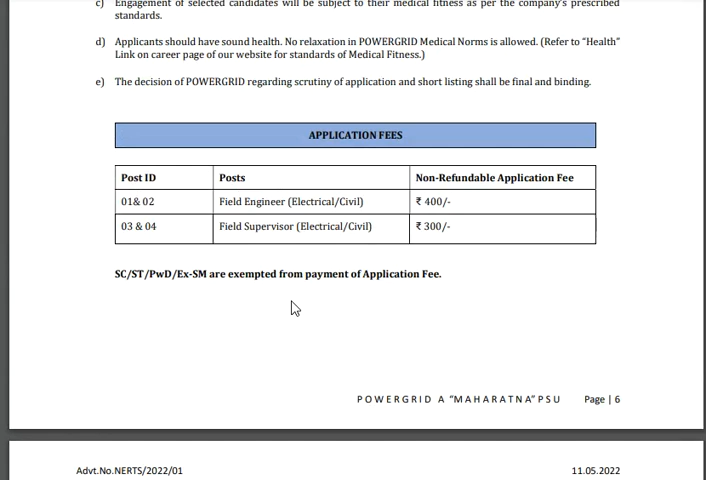 c) Engagement of selected candidates will be subject to their medical fitness as per the company's prescribed
standards.
d) Applicants should have sound health. No relaxation in POWERGRID Medical Norms is allowed. (Refer to "Health"
Link on career page of our website for standards of Medical Fitness.)
e) The decision of POWERGRID regarding scrutiny of application and short listing shall be final and binding.
APPLICATION FEES
Post ID Posts Non-Refundable Application Fee
01& 02 Field Engineer (Electrical/Civil) ₹ 400/-
03 & 04 Field Supervisor (Electrical/Civil) ₹ 300/-
SC/ST/PwD/Ex-SM are exempted from payment of Application Fee.
POWERGRID A "MAHARATNA" PSU Page | 6
Advt.No.NERTS/2022/01 11.05.2022